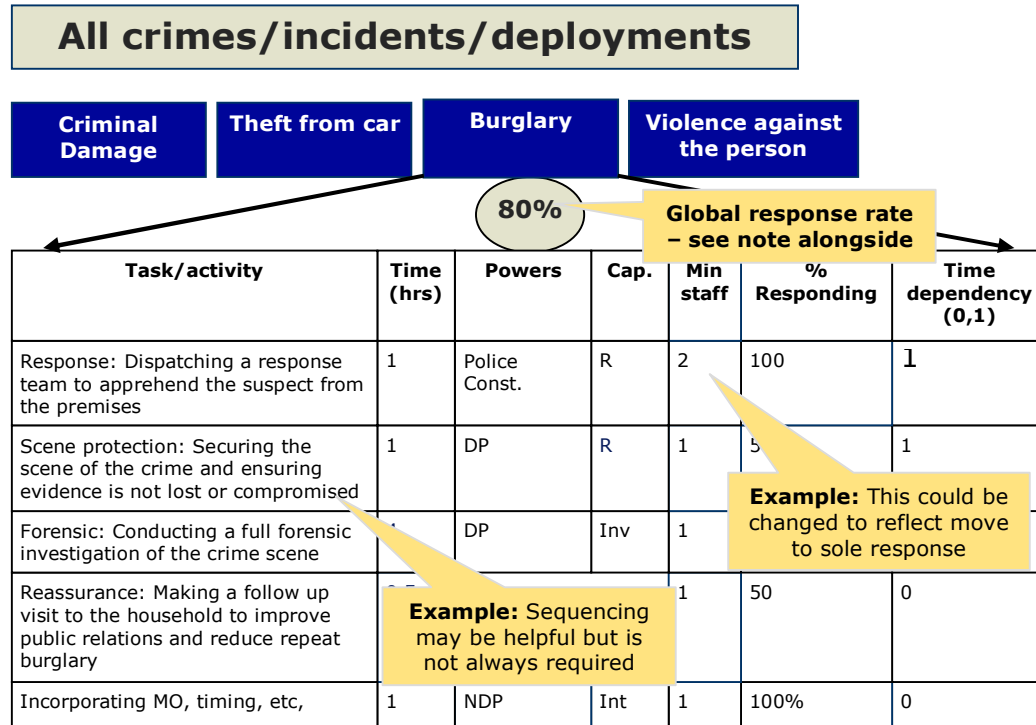 All crimes/incidents/deployments
Criminal
Damage
Theft from car
Burglary
Violence against
the person
80%
Global response rate
– see note alongside
Task/activity
Time
(hrs)
Powers
Cap.
Min
staff
%
Responding
Time
dependency
(0,1)
Response: Dispatching a response
team to apprehend the suspect from
the premises
1
Police
Const.
R
2
100
1
Scene protection: Securing the
scene of the crime and ensuring
evidence is not lost or compromised
1
DP
R
1
1
Example: This could be
changed to reflect move
to sole response
Forensic: Conducting a full forensic
investigation of the crime scene
DP
Inv
1
Reassurance: Making a follow up
visit to the household to improve
public relations and reduce repeat
burglary
1
50
0
Example: Sequencing
may be helpful but is
not always required
Incorporating MO, timing, etc,
1
NDP
Int
1
100%
0